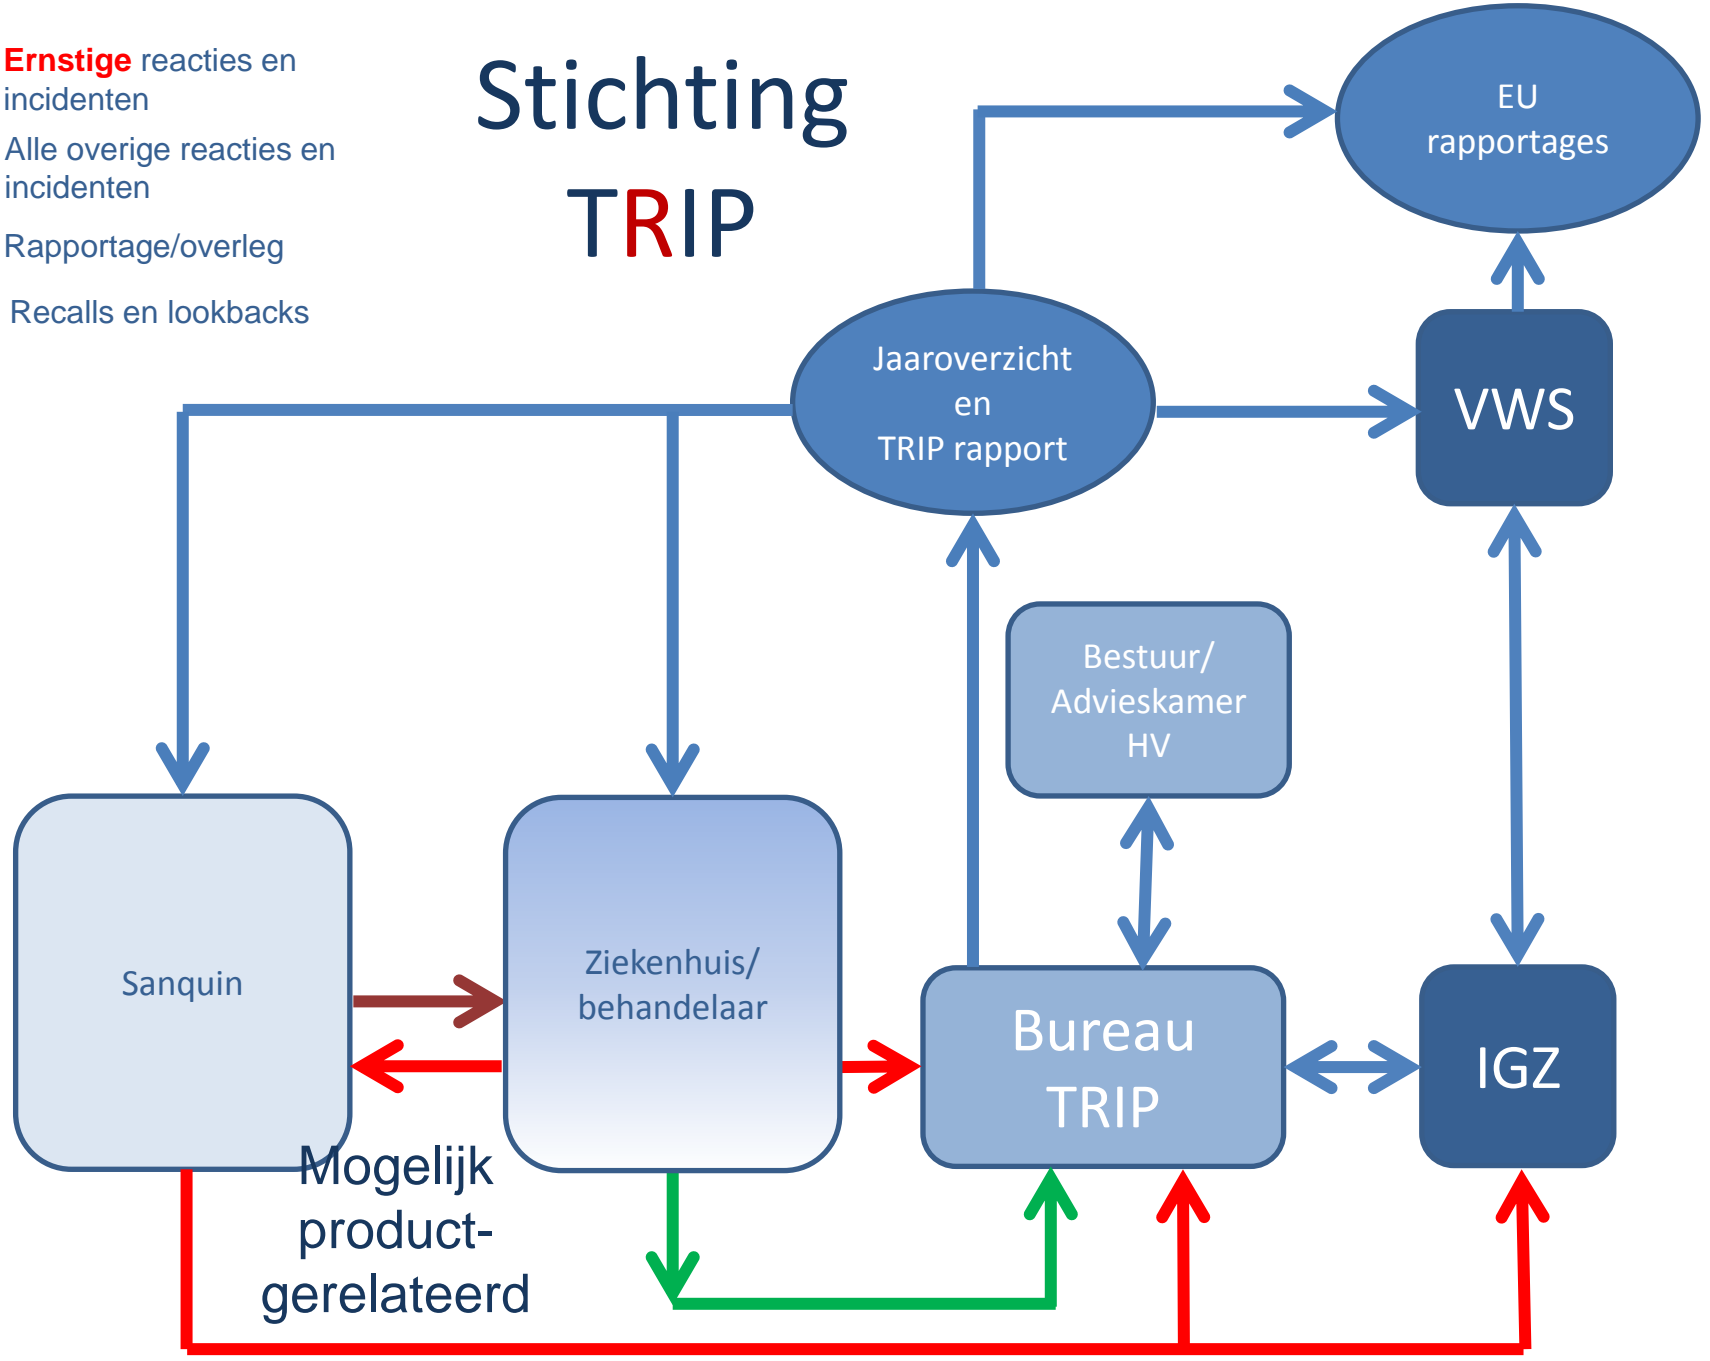 Ernstige reacties en
incidenten
Alle overige reacties en
incidenten
Rapportage/overleg
Recalls en lookbacks
Stichting
TRIP
EU
rapportages
Jaaroverzicht
en
TRIP rapport
VWS
Bestuur/
Advieskamer
HV
Sanquin
Ziekenhuis/
behandelaar
Bureau
TRIP
IGZ
Mogelijk
product-
gerelateerd